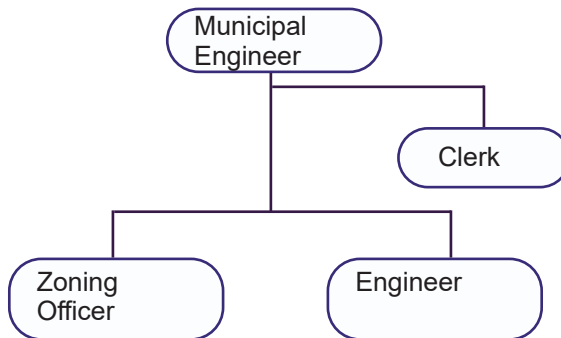 Municipal
Engineer
Clerk
Zoning
Officer
Engineer